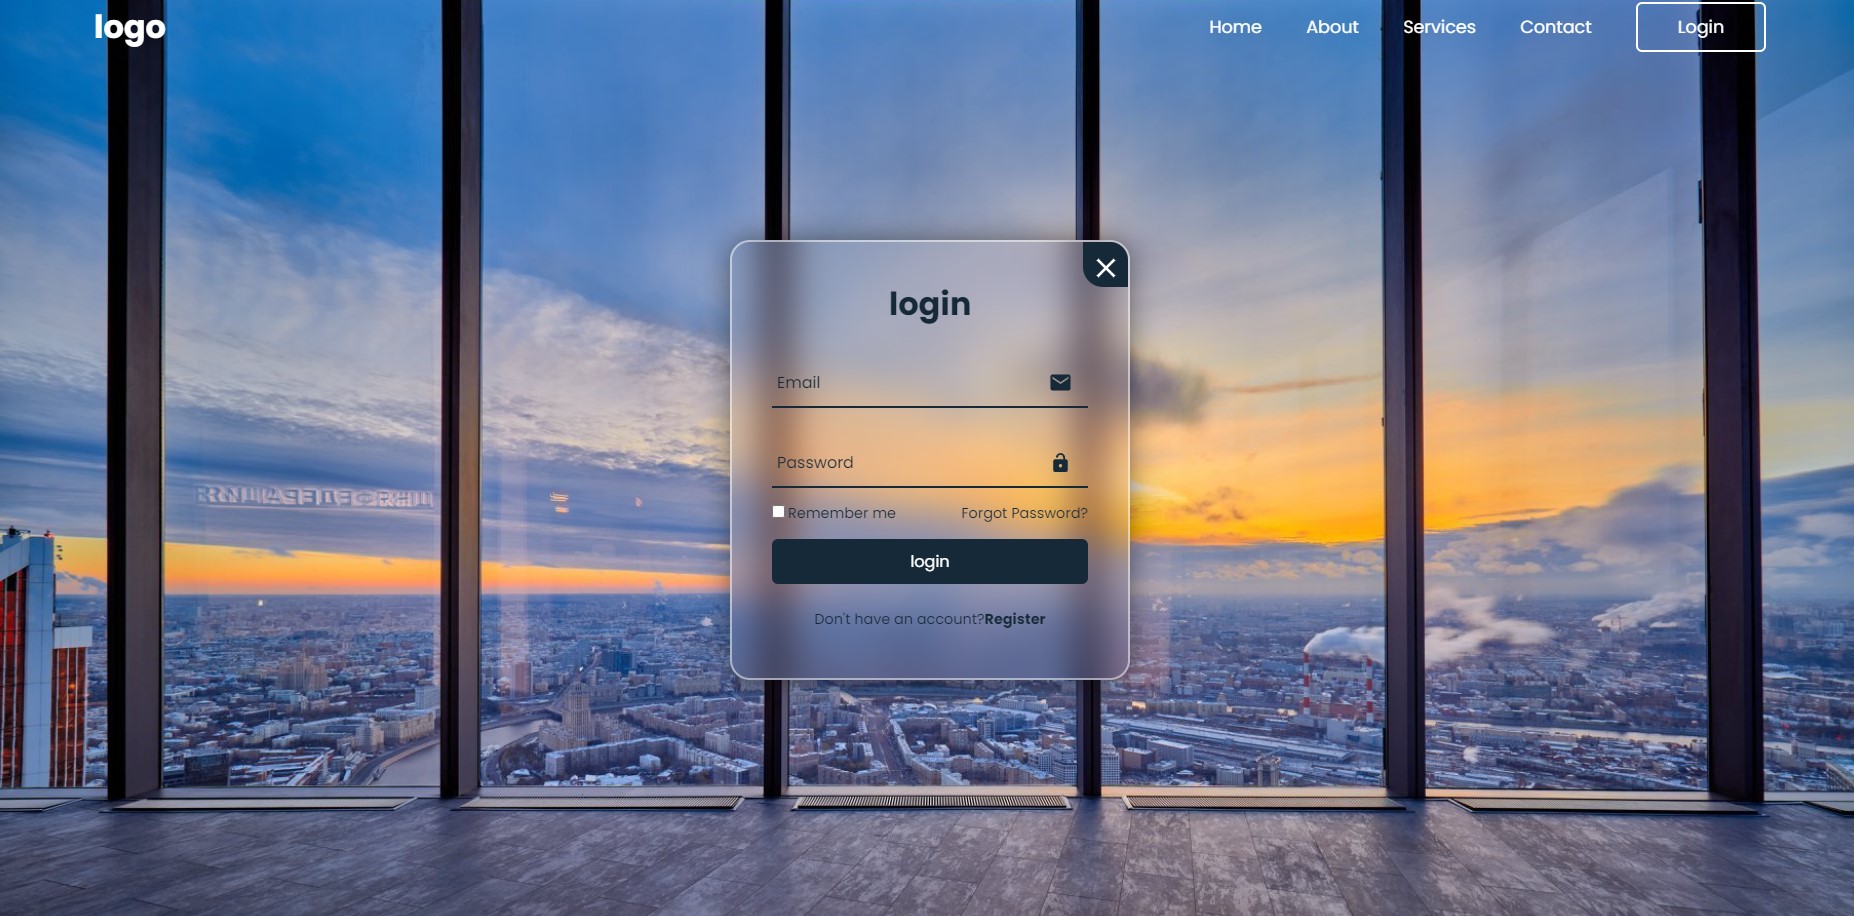 logo
Home About Services Contact Login
login
Email
Password
Remember me Forgot Password?
login
Don't have an account?Register